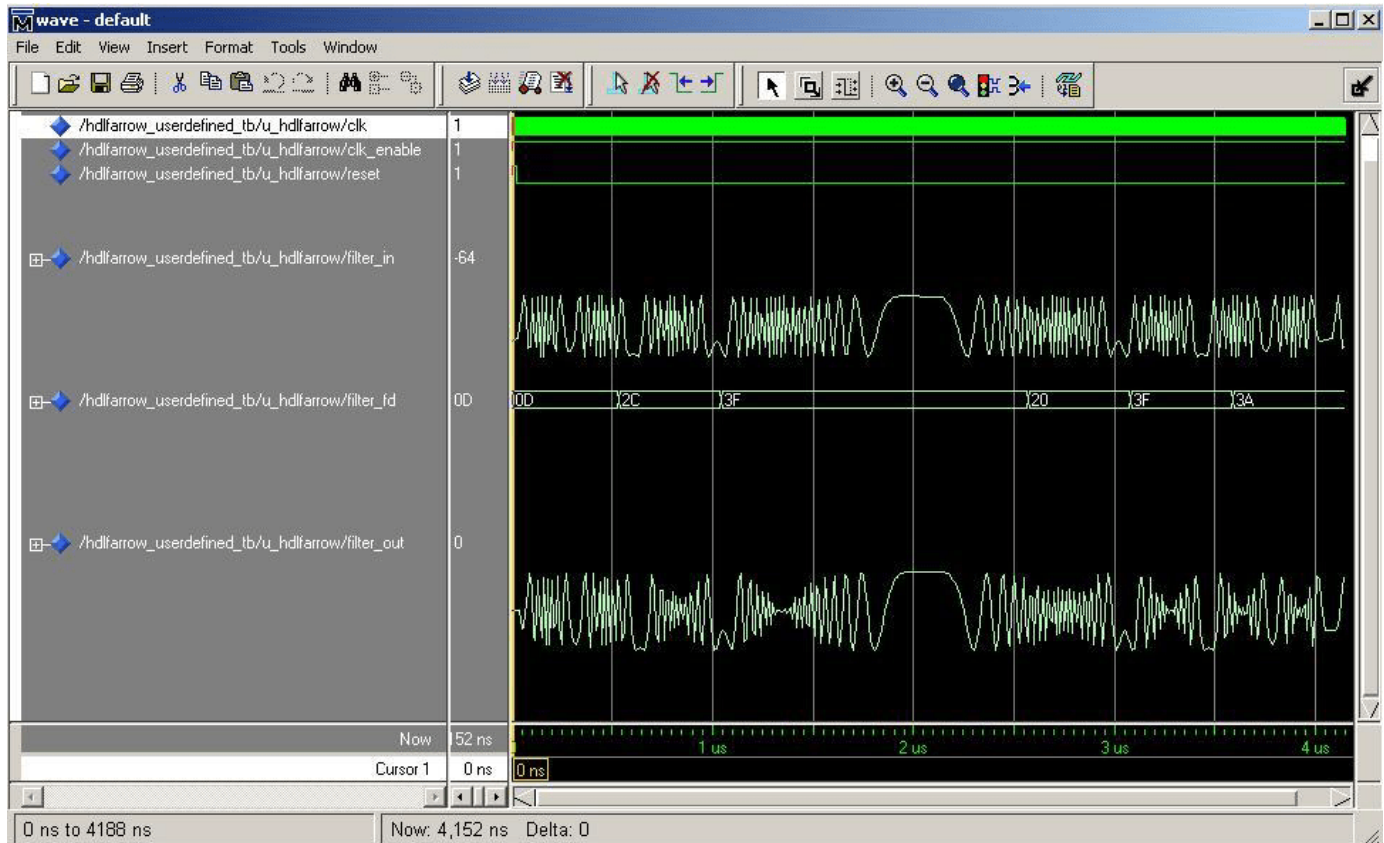 wave - default
File Edit View Insert Format Tools Window
/hdlfarrow_userdefined_tb/u_hdlfarrow/clk 1
/hdlfarrow_userdefined_tb/u_hdlfarrow/clk_enable 1
/hdlfarrow_userdefined_tb/u_hdlfarrow/reset 1
/hdlfarrow_userdefined_tb/u_hdlfarrow/filter_in -64
/hdlfarrow_userdefined_tb/u_hdlfarrow/filter_fd 0D 0D 2C 3F 20 3F 3A
/hdlfarrow_userdefined_tb/u_hdlfarrow/filter_out 0
Now 152 ns 1 us 2 us 3 us 4 us
Cursor 1 0 ns 0 ns
0 ns to 4188 ns Now: 4,152 ns Delta: 0